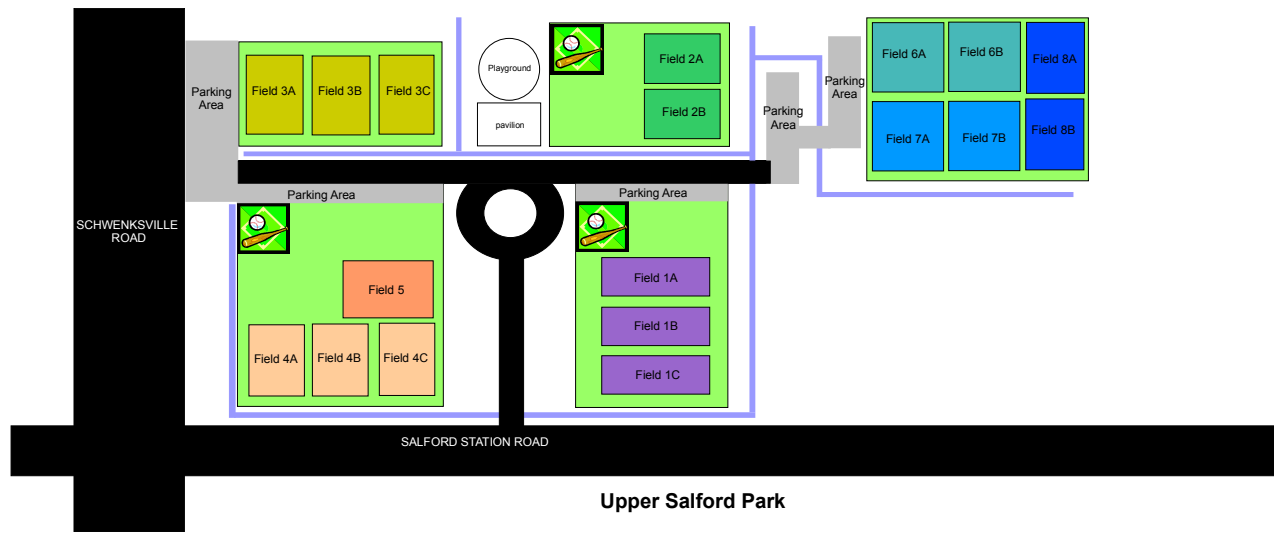 Parking
Area
Field 3A
Field 3B
Field 3C
Playground
pavilion
Field 2A
Field 2B
Parking
Area
Parking
Area
Field 6A
Field 6B
Field 8A
Field 7A
Field 7B
Field 8B
Parking Area
Parking Area
SCHWENKSVILLE
ROAD
Field 5
Field 4A
Field 4B
Field 4C
Field 1A
Field 1B
Field 1C
SALFORD STATION ROAD
Upper Salford Park